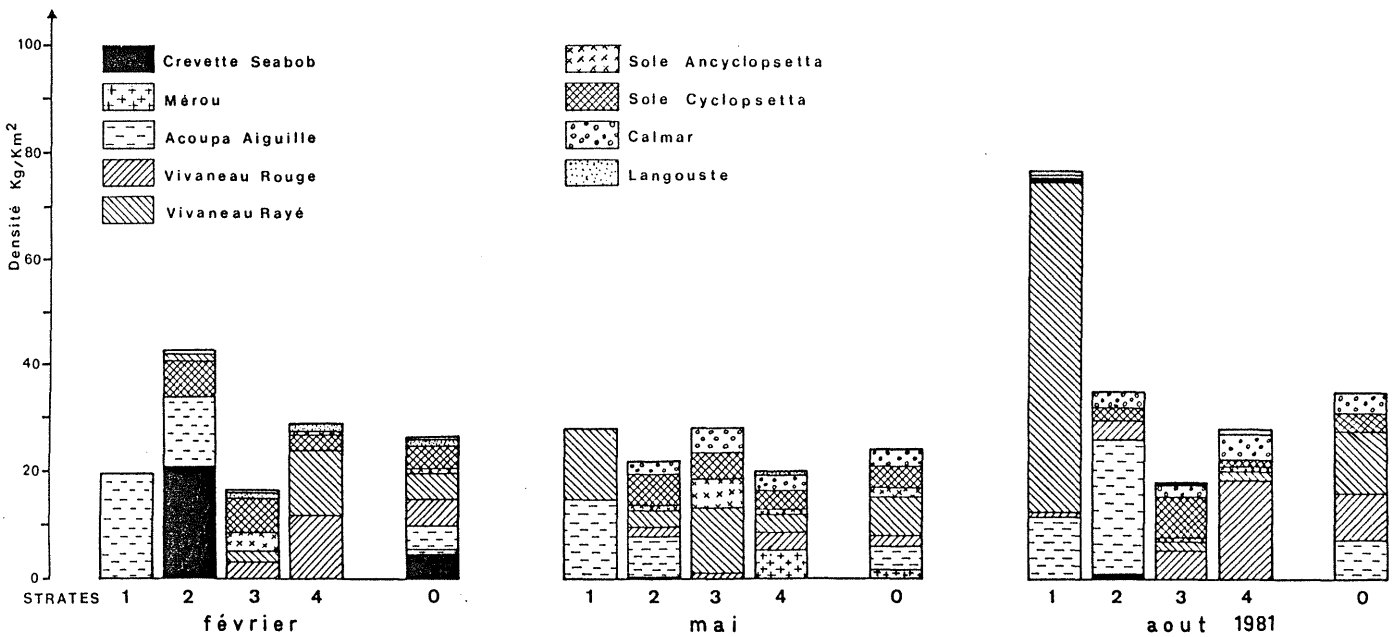 Densité Kg/Km²
100
80
60
40
20
0
Crevette Seabob
Mérou
Acoupa Aiguille
Vivaneau Rouge
Vivaneau Rayé
Sole Ancyclopsetta
Sole Cyclopsetta
Calmar
Langouste
STRATES 1 2 3 4 0 1 2 3 4 0 1 2 3 4 0
février mai aout 1981